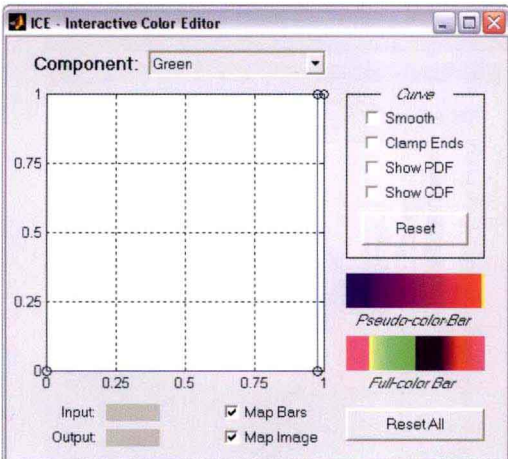 ICE - Interactive Color Editor
Component: Green
Curve
Smooth
Clamp Ends
Show PDF
Show CDF
Reset
1
0.75
0.5
0.25
0
0 0.25 0.5 0.75 1
Pseudo-color Bar
Full-color Bar
Input:
Map Bars
Output:
Map Image
Reset All